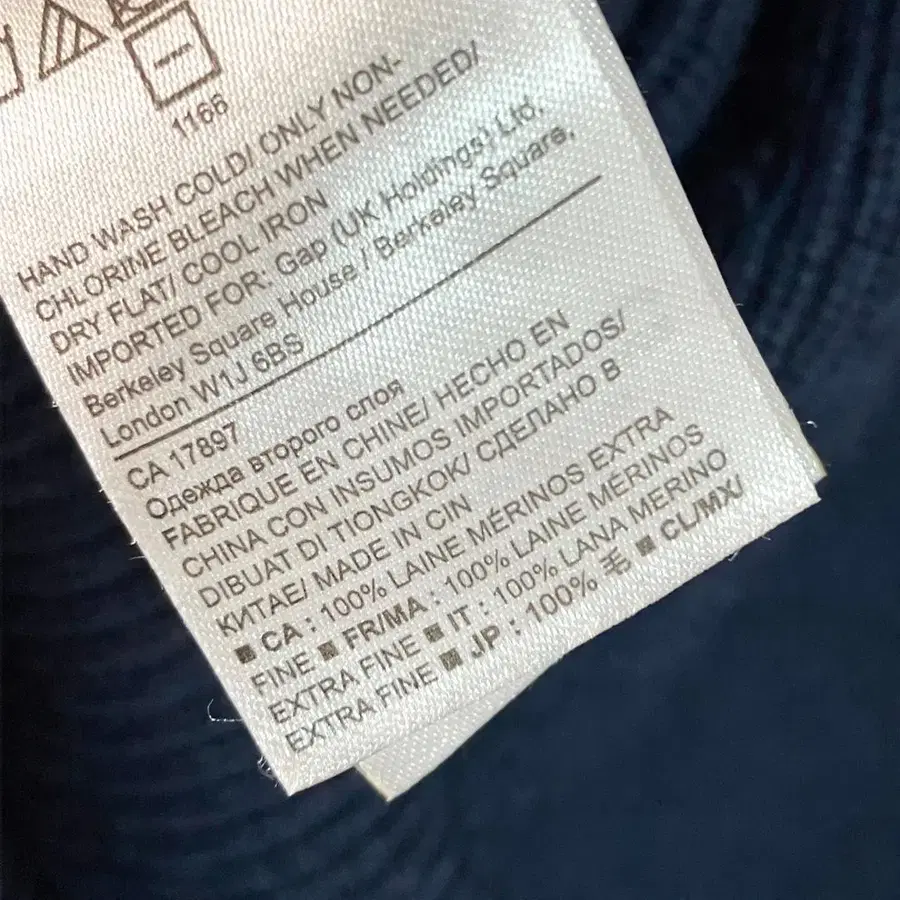 1166
HAND WASH COLD/ ONLY NON-
CHLORINE BLEACH WHEN NEEDED/
DRY FLAT/ COOL IRON
IMPORTED FOR: Gap (UK Holdings) Ltd,
Berkeley Square House / Berkeley Square,
London W1J 6BS
CA 17897
Одежда второго слоя
FABRIQUE EN CHINE/ HECHO EN
CHINA CON INSUMOS IMPORTADOS/
DIBUAT DI TIONGKOK/ СДЕЛАНО В
КИТАЕ/ MADE IN CIN
■ CA : 100% LAINE MÉRINOS EXTRA
FINE ■ FR/MA : 100% LAINE MÉRINOS
EXTRA FINE ■ IT : 100% LANA MERINO
EXTRA FINE ■ JP : 100% 毛 ■ CL/MX/